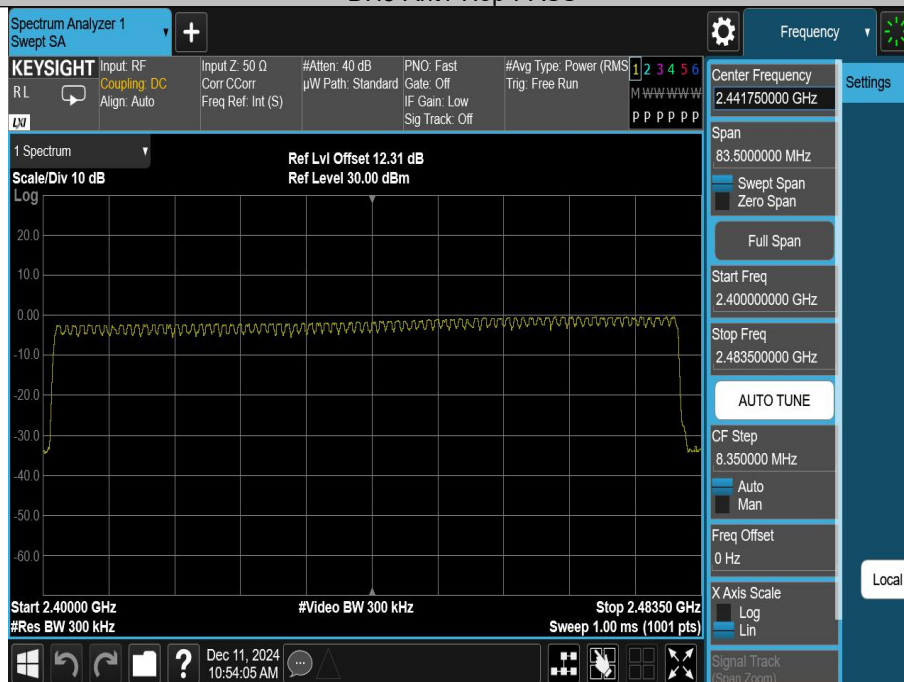 Spectrum Analyzer 1
Swept SA
Frequency
KEYSIGHT
R L
LXI
Input: RF
Coupling: DC
Align: Auto
Input Z: 50 Ω
Corr CCorr
Freq Ref: Int (S)
#Atten: 40 dB
µW Path: Standard
PNO: Fast
Gate: Off
IF Gain: Low
Sig Track: Off
#Avg Type: Power (RMS
Trig: Free Run
1 2 3 4 5 6
M W W W W W
P P P P P P
Center Frequency
2.441750000 GHz
Settings
Span
83.5000000 MHz
Swept Span
Zero Span
Full Span
Start Freq
2.400000000 GHz
Stop Freq
2.483500000 GHz
AUTO TUNE
CF Step
8.350000 MHz
Auto
Man
Freq Offset
0 Hz
X Axis Scale
Log
Lin
Signal Track
(Span Zoom)
Local
1 Spectrum
Scale/Div 10 dB
Ref Lvl Offset 12.31 dB
Ref Level 30.00 dBm
Log
20.0
10.0
0.00
-10.0
-20.0
-30.0
-40.0
-50.0
-60.0
Start 2.40000 GHz
#Video BW 300 kHz
Stop 2.48350 GHz
#Res BW 300 kHz
Sweep 1.00 ms (1001 pts)
?
Dec 11, 2024
10:54:05 AM